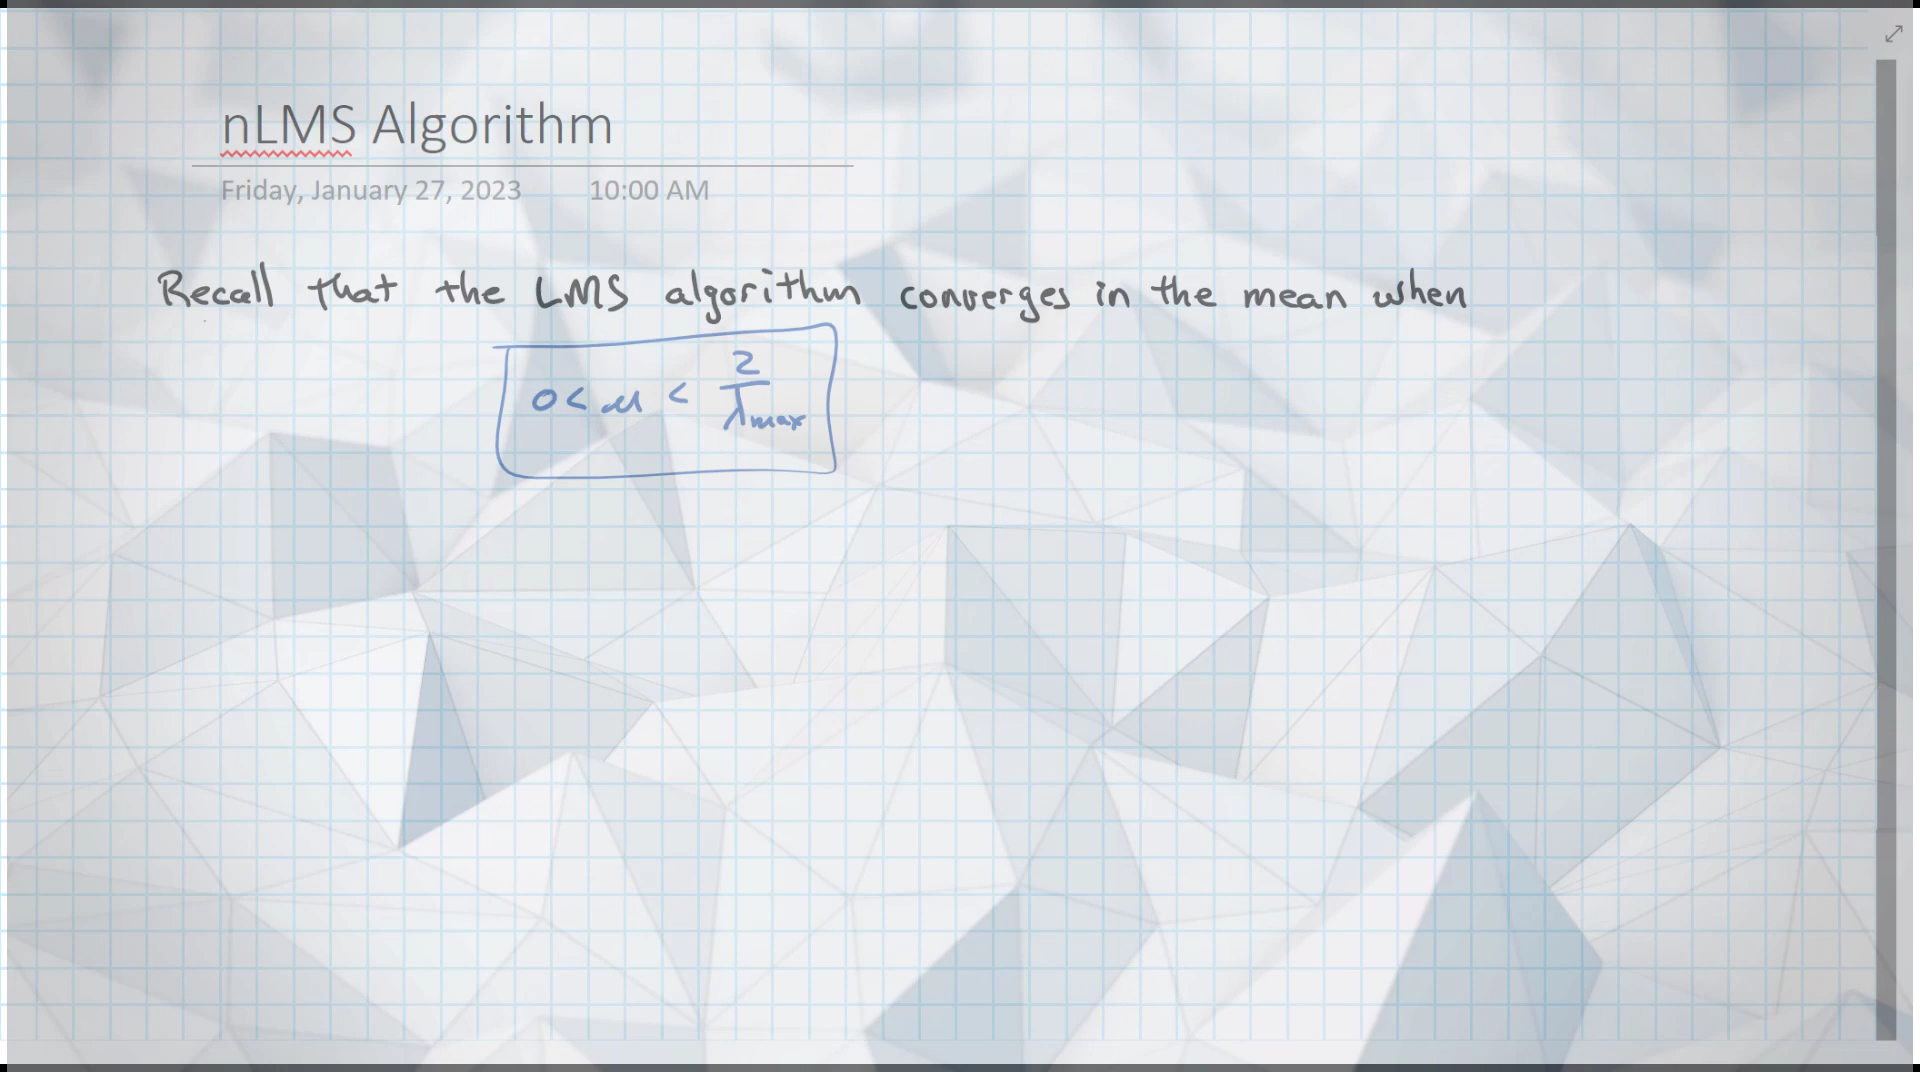 nLMS Algorithm
Friday, January 27, 2023 10:00 AM
Recall that the LMS algorithm converges in the mean when
0 < μ < 2/λmax